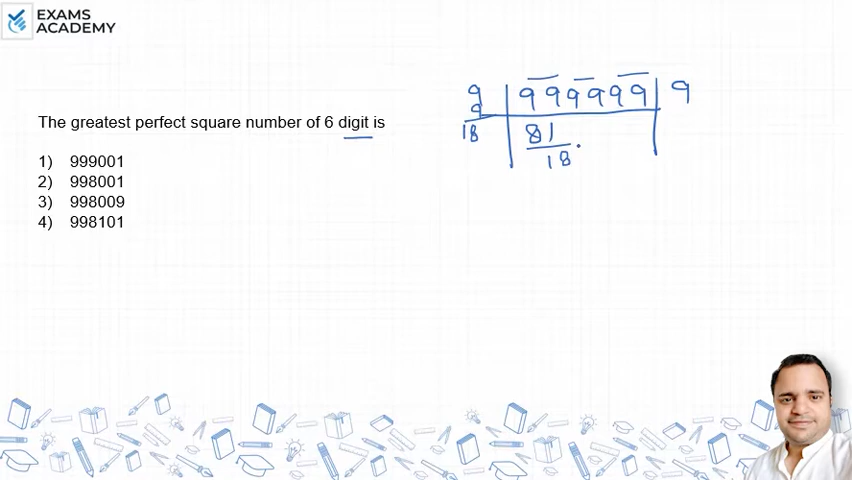 EXAMS
ACADEMY
The greatest perfect square number of 6 digit is
1) 999001
2) 998001
3) 998009
4) 998101
9 999999 9
9
18 81
18